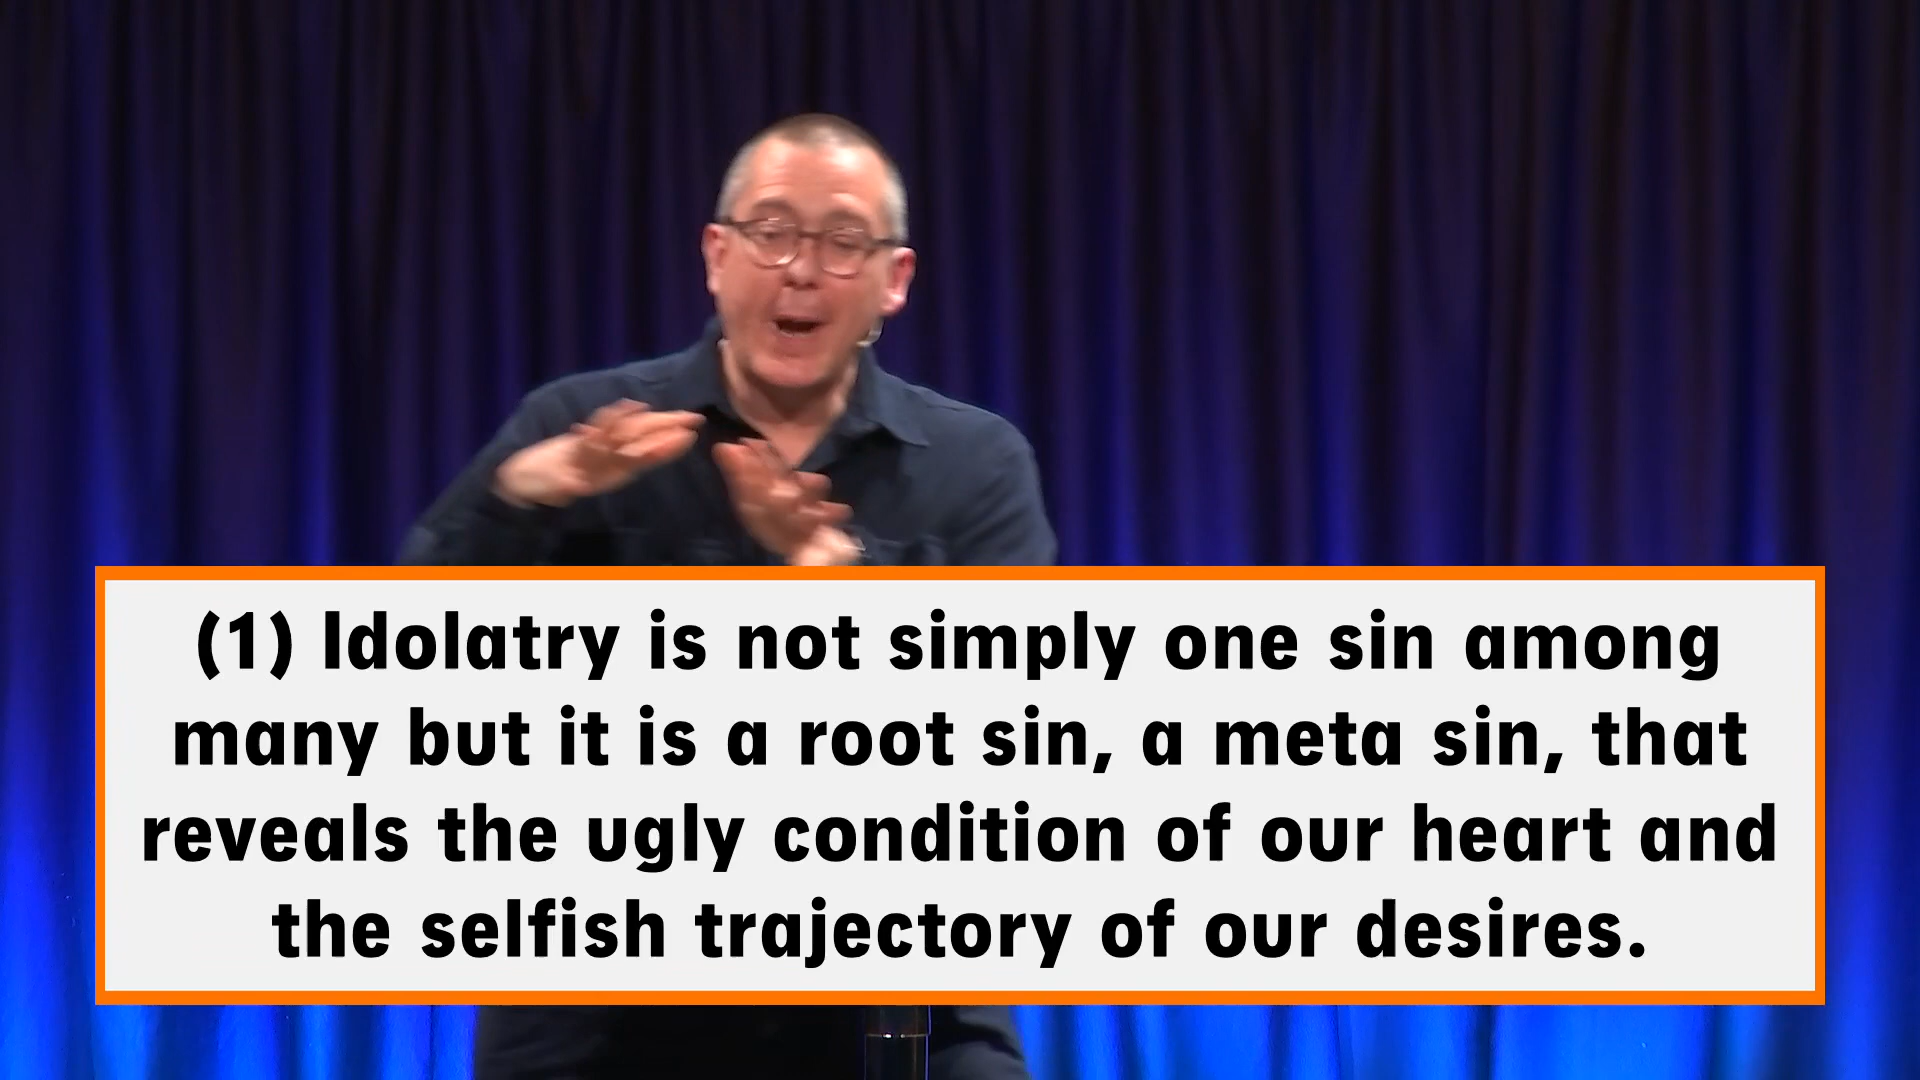 (1) Idolatry is not simply one sin among
many but it is a root sin, a meta sin, that
reveals the ugly condition of our heart and
the selfish trajectory of our desires.